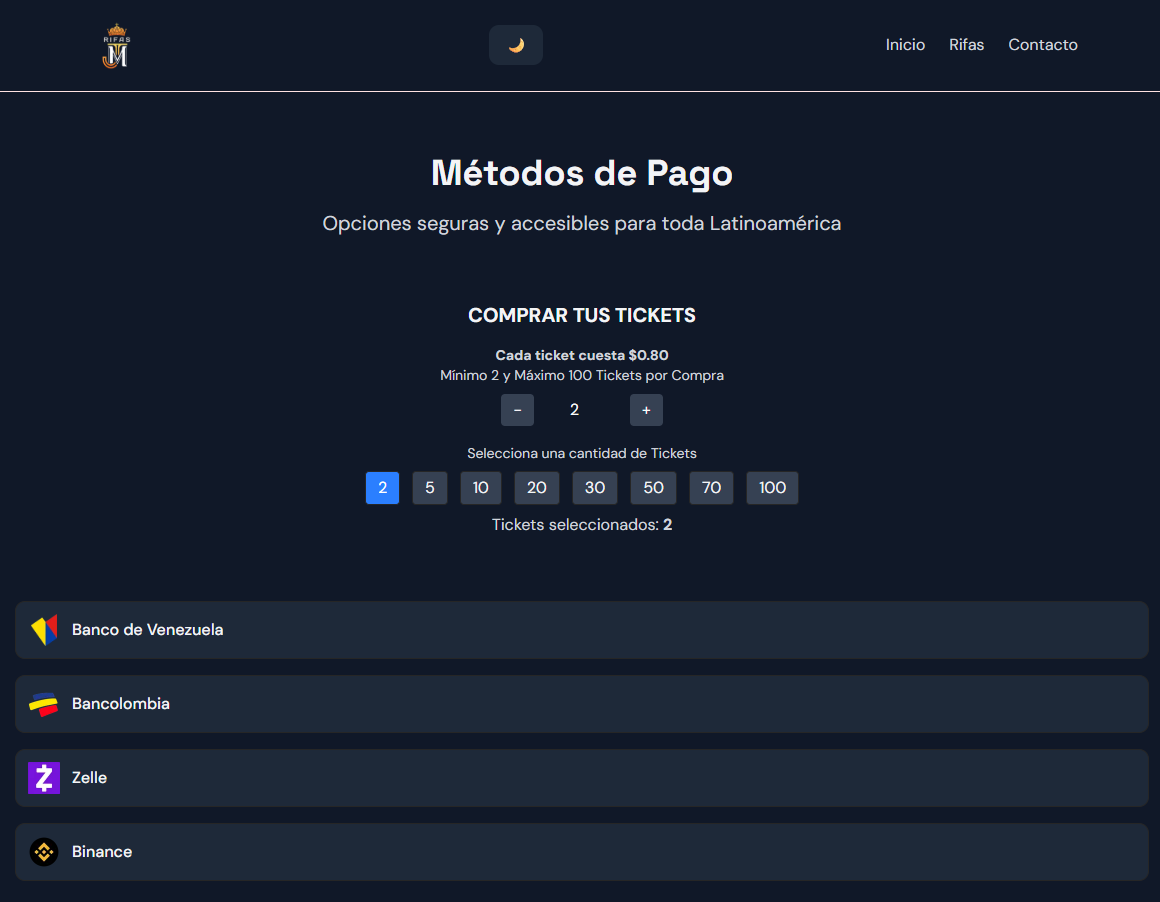 RIFAS
JM
Inicio Rifas Contacto
Métodos de Pago
Opciones seguras y accesibles para toda Latinoamérica
COMPRAR TUS TICKETS
Cada ticket cuesta $0.80
Mínimo 2 y Máximo 100 Tickets por Compra
- 2 +
Selecciona una cantidad de Tickets
2 5 10 20 30 50 70 100
Tickets seleccionados: 2
Banco de Venezuela
Bancolombia
Zelle
Binance